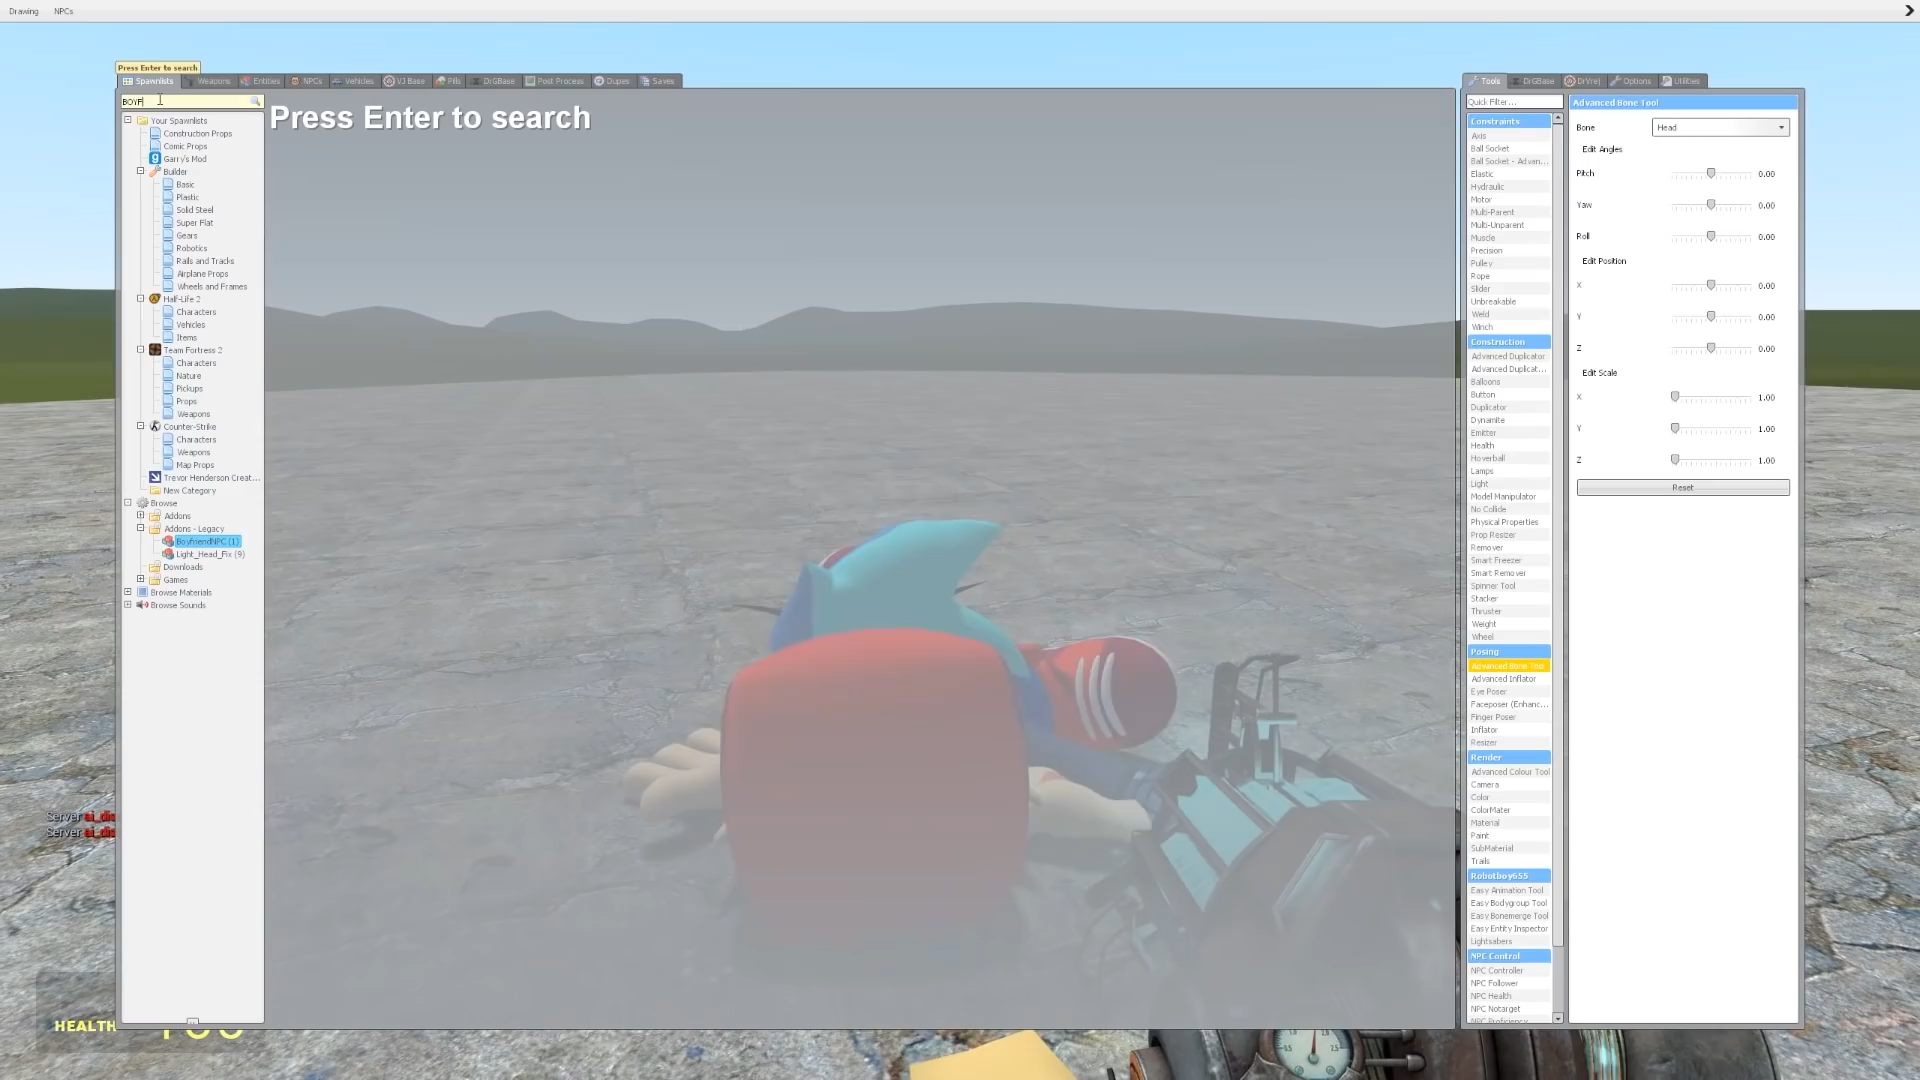 Drawing NPCs
Press Enter to search
Spawnlists Weapons Entities NPCs Vehicles VJ Base Pills DrGBase Post Process Dupes Saves
BOYF
Press Enter to search
Your Spawnlists
Construction Props
Comic Props
Garry's Mod
Builder
Basic
Plastic
Solid Steel
Super Flat
Gears
Robotics
Rails and Tracks
Airplane Props
Wheels and Frames
Half-Life 2
Characters
Vehicles
Items
Team Fortress 2
Characters
Nature
Pickups
Props
Weapons
Counter-Strike
Characters
Weapons
Map Props
Trevor Henderson Creat...
New Category
Browse
Addons
Addons - Legacy
BoyfriendNPC (1)
Light_Head_Fix (9)
Downloads
Games
Browse Materials
Browse Sounds
Server ai_dis
Server ai_dis
HEALTH
Tools DrGBase DrVrej Options Utilities
Quick Filter...
Constraints
Axis
Ball Socket
Ball Socket - Advan...
Elastic
Hydraulic
Motor
Multi-Parent
Multi-Unparent
Muscle
Precision
Pulley
Rope
Slider
Unbreakable
Weld
Winch
Construction
Advanced Duplicator
Advanced Duplicat...
Balloons
Button
Duplicator
Dynamite
Emitter
Health
Hoverball
Lamps
Light
Model Manipulator
No Collide
Physical Properties
Prop Resizer
Remover
Smart Freezer
Smart Remover
Spinner Tool
Stacker
Thruster
Weight
Wheel
Posing
Advanced Bone Tool
Advanced Inflator
Eye Poser
Faceposer (Enhanc...
Finger Poser
Inflator
Resizer
Render
Advanced Colour Tool
Camera
Color
ColorMater
Material
Paint
SubMaterial
Trails
Robotboy655
Easy Animation Tool
Easy Bodygroup Tool
Easy Bonemerge Tool
Easy Entity Inspector
Lightsabers
NPC Control
NPC Controller
NPC Follower
NPC Health
NPC Notarget
NPC Proficiency
Advanced Bone Tool
Bone Head
Edit Angles
Pitch 0.00
Yaw 0.00
Roll 0.00
Edit Position
X 0.00
Y 0.00
Z 0.00
Edit Scale
X 1.00
Y 1.00
Z 1.00
Reset